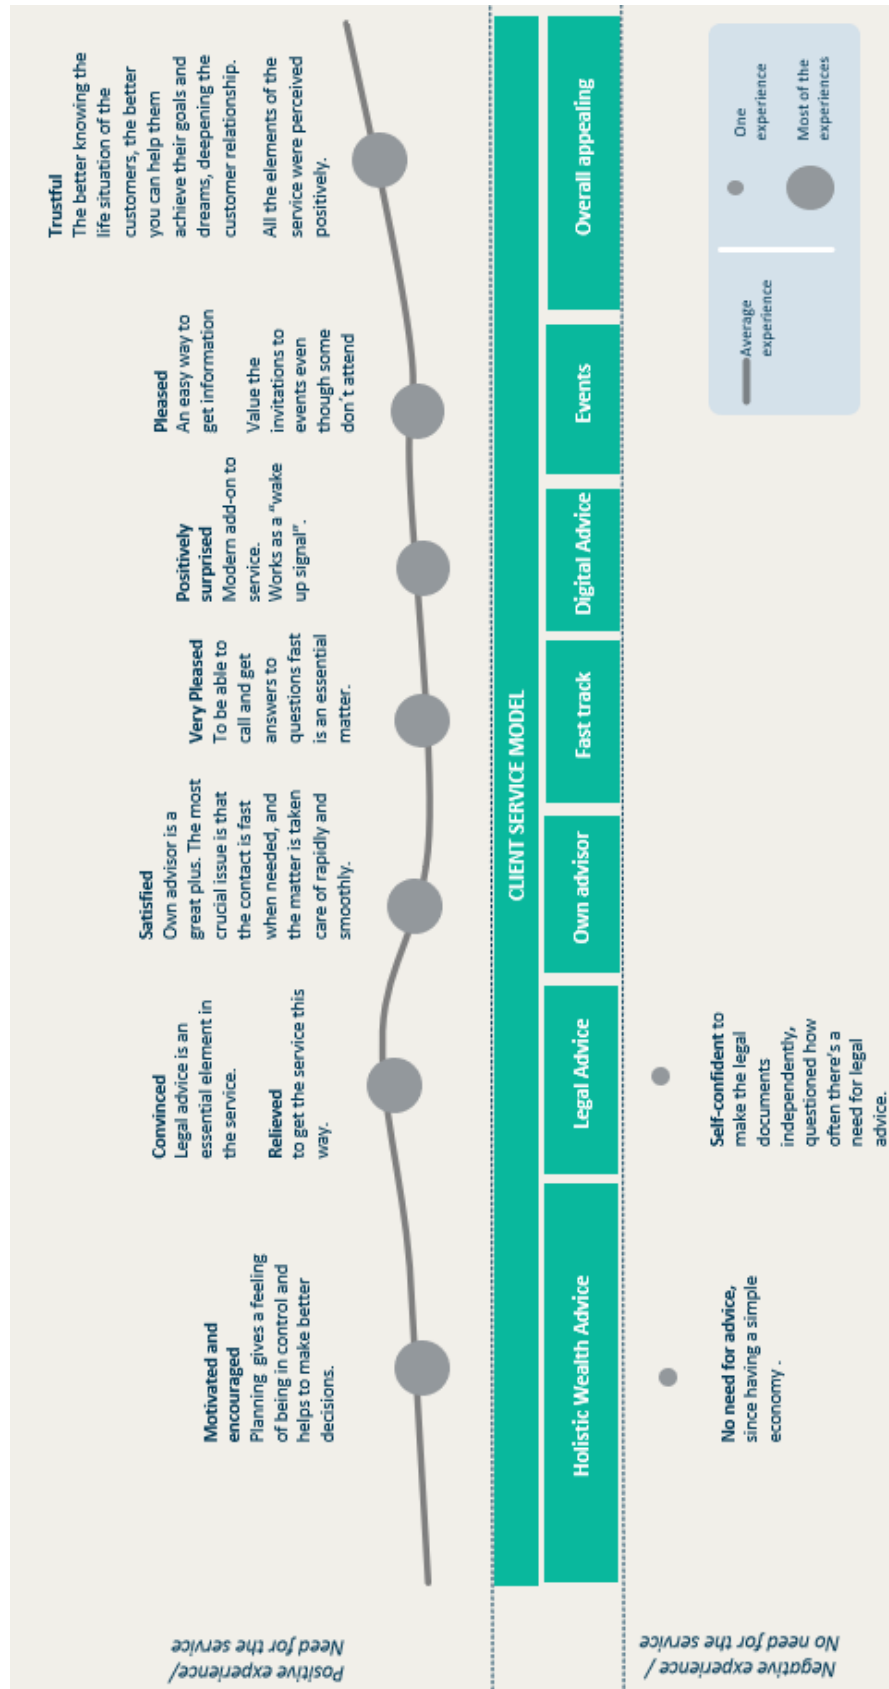 Positive experience/
Need for the service
Motivated and
encouraged
Planning gives a feeling
of being in control and
helps to make better
decisions.
Convinced
Legal advice is an
essential element in
the service.
Relieved
to get the service this
way.
Satisfied
Own advisor is a
great plus. The most
crucial issue is that
the contact is fast
when needed, and
the matter is taken
care of rapidly and
smoothly.
Very Pleased
To be able to
call and get
answers to
questions fast
is an essential
matter.
Positively
surprised
Modern add-on to
service.
Works as a “wake
up signal”.
Pleased
An easy way to
get information
Value the
invitations to
events even
though some
don´t attend
Trustful
The better knowing the
life situation of the
customers, the better
you can help them
achieve their goals and
dreams, deepening the
customer relationship.
All the elements of the
service were perceived
positively.
CLIENT SERVICE MODEL
Holistic Wealth Advice
Legal Advice
Own advisor
Fast track
Digital Advice
Events
Overall appealing
Negative experience /
No need for the service
No need for advice,
since having a simple
economy .
Self-confident to
make the legal
documents
independently,
questioned how
often there's a
need for legal
advice.
Average
experience
One
experience
Most of the
experiences